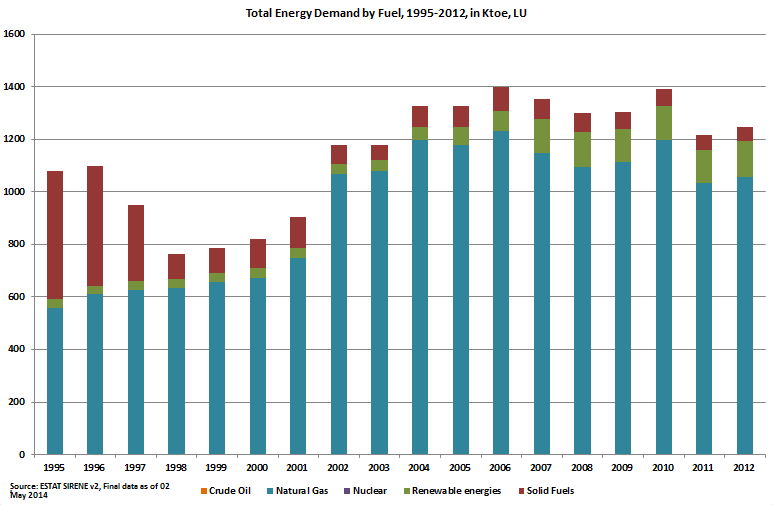 Total Energy Demand by Fuel, 1995-2012, in Ktoe, LU
1600
1400
1200
1000
800
600
400
200
0
1995 1996 1997 1998 1999 2000 2001 2002 2003 2004 2005 2006 2007 2008 2009 2010 2011 2012
Source: ESTAT SIRENE v2, Final data as of 02
May 2014
Crude Oil Natural Gas Nuclear Renewable energies Solid Fuels